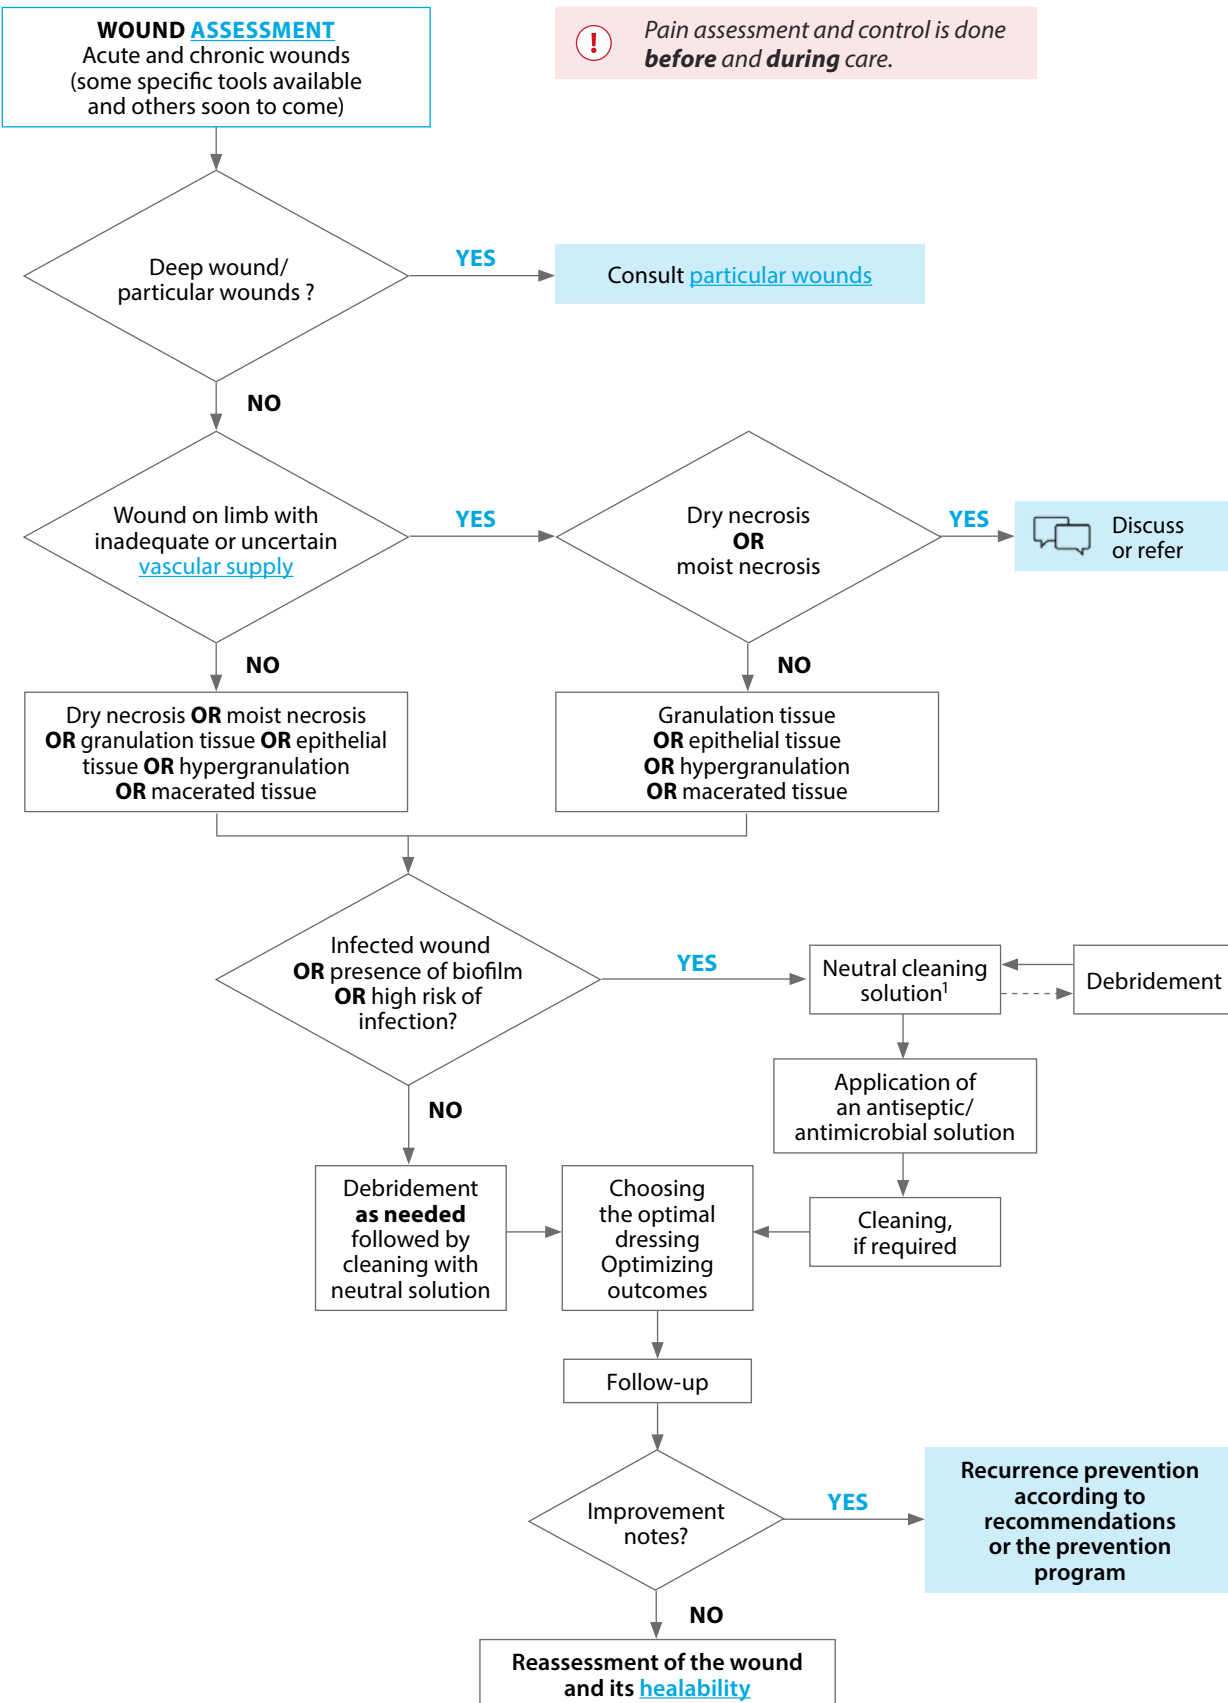 WOUND ASSESSMENT
Acute and chronic wounds
(some specific tools available
and others soon to come)
!
Pain assessment and control is done
before and during care.
Deep wound/
particular wounds ?
YES
Consult particular wounds
NO
Wound on limb with
inadequate or uncertain
vascular supply
YES
Dry necrosis
OR
moist necrosis
YES
Discuss
or refer
NO
NO
Dry necrosis OR moist necrosis
OR granulation tissue OR epithelial
tissue OR hypergranulation
OR macerated tissue
Granulation tissue
OR epithelial tissue
OR hypergranulation
OR macerated tissue
Infected wound
OR presence of biofilm
OR high risk of
infection?
YES
Neutral cleaning
solution1
Debridement
Application of
an antiseptic/
antimicrobial solution
NO
Debridement
as needed
followed by
cleaning with
neutral solution
Choosing
the optimal
dressing
Optimizing
outcomes
Cleaning,
if required
Follow-up
Improvement
notes?
YES
Recurrence prevention
according to
recommendations
or the prevention
program
NO
Reassessment of the wound
and its healability